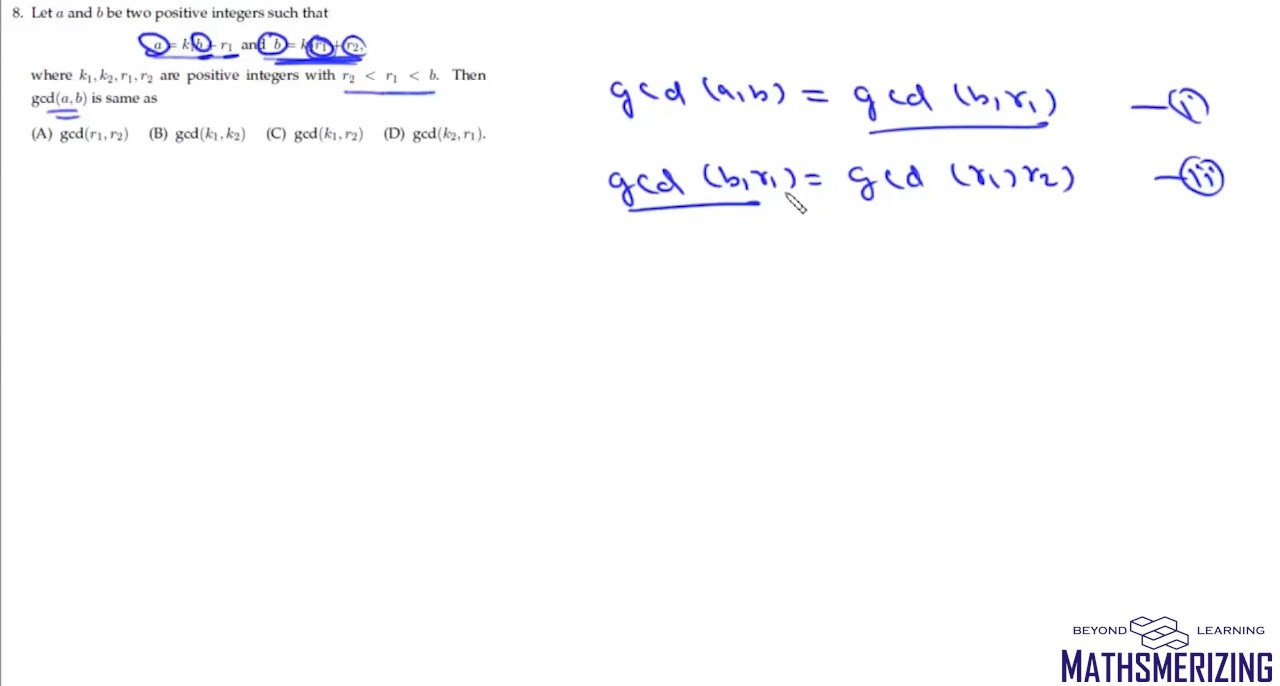 8. Let a and b be two positive integers such that
a = k b + r₁ and b = k r₁ + r₂,
where k₁, k₂, r₁, r₂ are positive integers with r₂ < r₁ < b. Then
gcd(a, b) is same as
(A) gcd(r₁, r₂) (B) gcd(k₁, k₂) (C) gcd(k₁, r₂) (D) gcd(k₂, r₁).
gcd (a, b) = gcd (b, r₁) — (i)
gcd (b, r₁) = gcd (r₁, r₂) — (ii)
BEYOND LEARNING
MATHSMERIZING